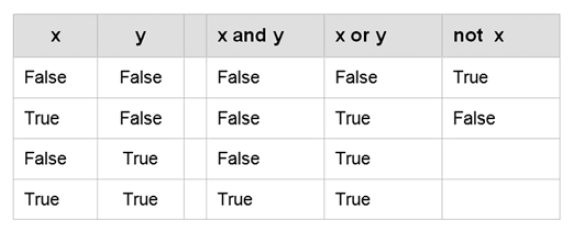 x y x and y x or y not x
False False False False True
True False False True False
False True False True
True True True True